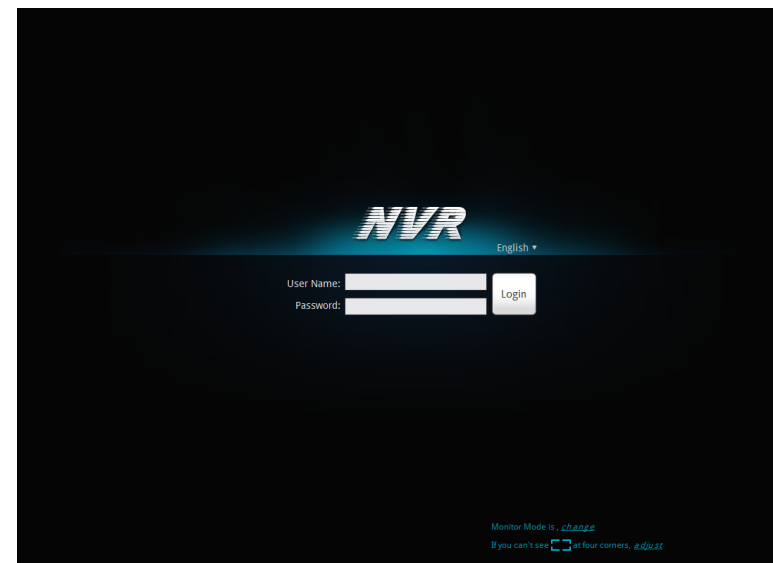 NVR
English ▾
User Name:
Login
Password:
Monitor Mode is , change
If you can't see at four corners, adjust